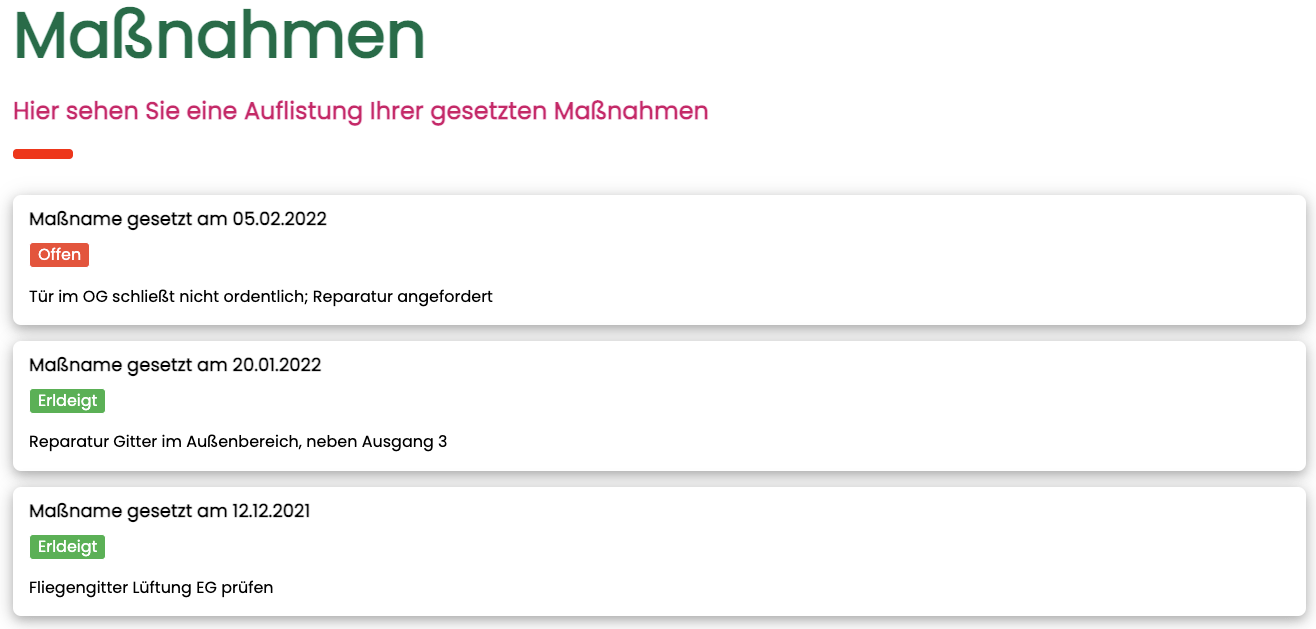 Maßnahmen
Hier sehen Sie eine Auflistung Ihrer gesetzten Maßnahmen
Maßname gesetzt am 05.02.2022
Offen
Tür im OG schließt nicht ordentlich; Reparatur angefordert
Maßname gesetzt am 20.01.2022
Erldeigt
Reparatur Gitter im Außenbereich, neben Ausgang 3
Maßname gesetzt am 12.12.2021
Erldeigt
Fliegengitter Lüftung EG prüfen